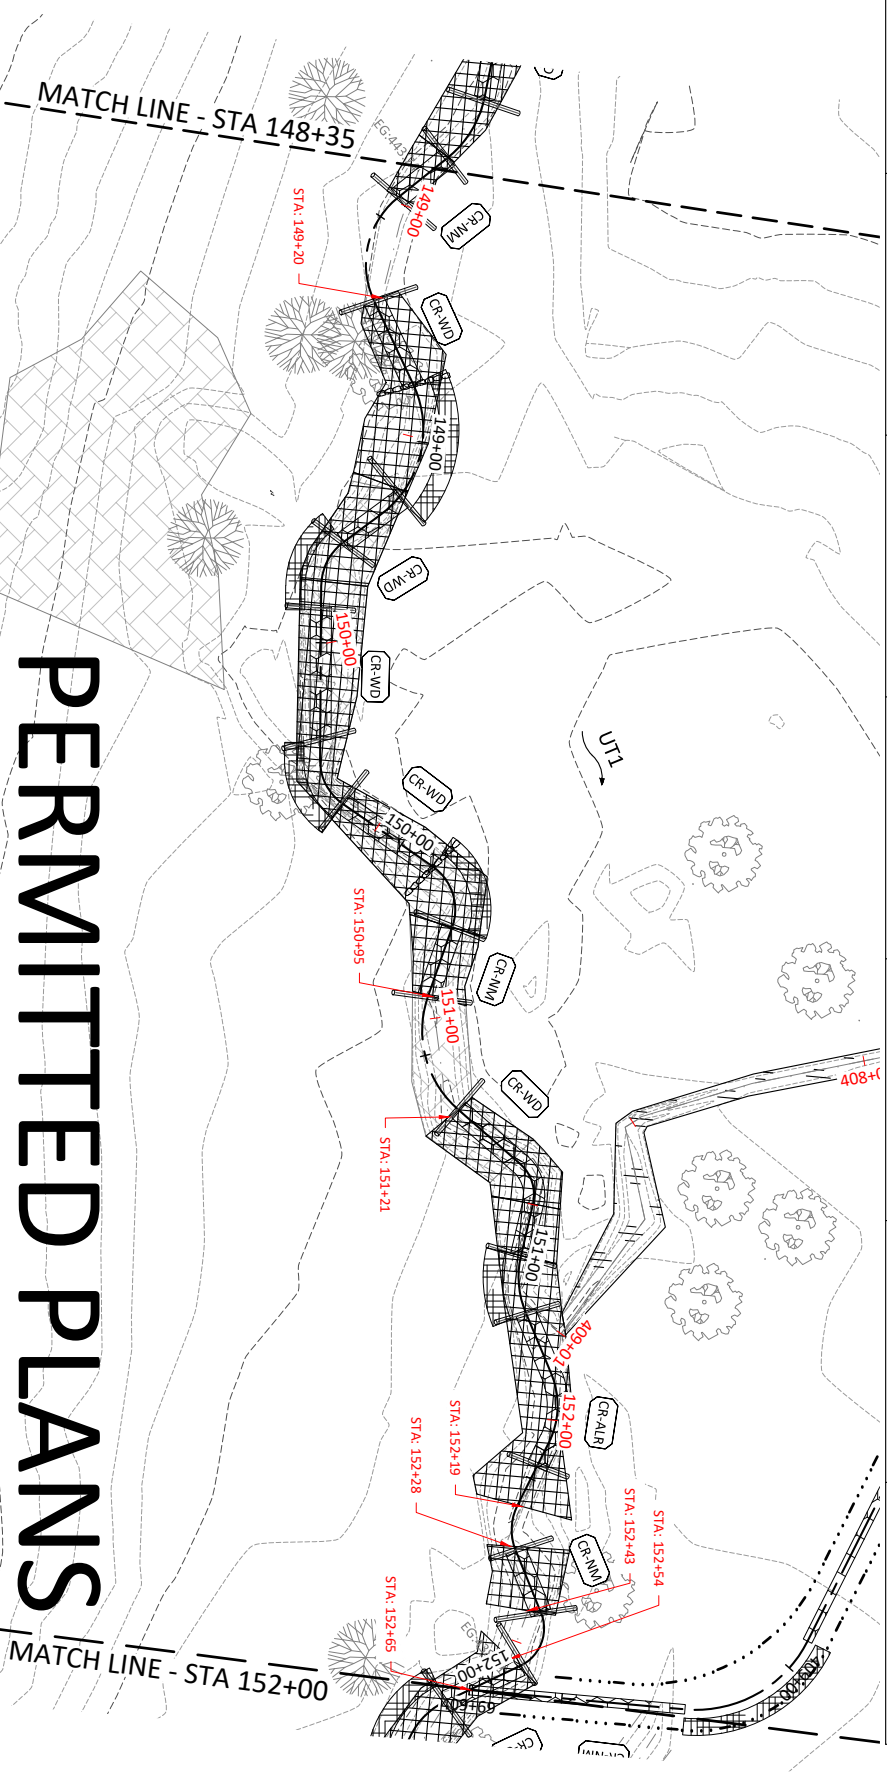 MATCH LINE - STA 148+35
149+00
CR-NM
STA: 149+20
CR-WD
149+00
CR-WD
150+00
CR-WD
UT1
CR-WD
150+00
STA: 150+95
CR-NM
151+00
408+0
CR-WD
STA: 151+21
151+00
409+01
152+00
CR-ALR
STA: 152+19
STA: 152+28
STA: 152+43
STA: 152+54
CR-NM
STA: 152+65
152+00
409+00
MATCH LINE - STA 152+00
PERMITTED PLANS